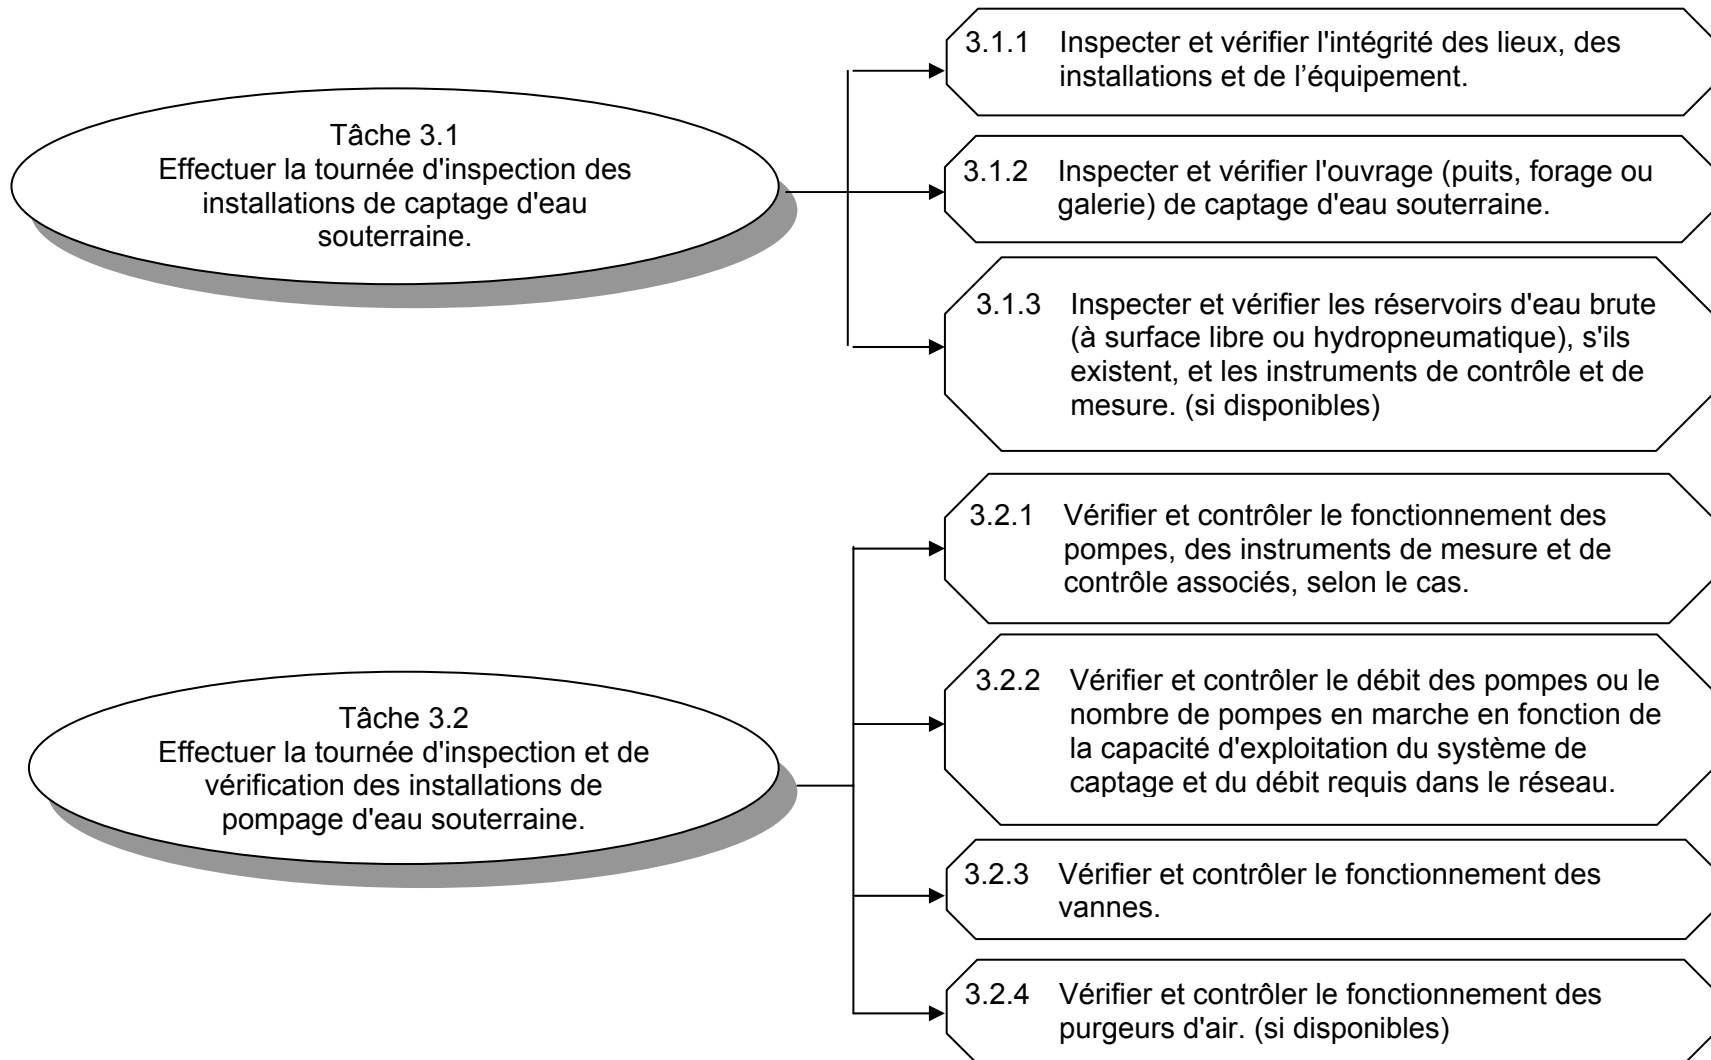 Tâche 3.1
Effectuer la tournée d'inspection des
installations de captage d'eau
souterraine.
3.1.1 Inspecter et vérifier l'intégrité des lieux, des
installations et de l’équipement.
3.1.2 Inspecter et vérifier l'ouvrage (puits, forage ou
galerie) de captage d'eau souterraine.
3.1.3 Inspecter et vérifier les réservoirs d'eau brute
(à surface libre ou hydropneumatique), s'ils
existent, et les instruments de contrôle et de
mesure. (si disponibles)
Tâche 3.2
Effectuer la tournée d'inspection et de
vérification des installations de
pompage d'eau souterraine.
3.2.1 Vérifier et contrôler le fonctionnement des
pompes, des instruments de mesure et de
contrôle associés, selon le cas.
3.2.2 Vérifier et contrôler le débit des pompes ou le
nombre de pompes en marche en fonction de
la capacité d'exploitation du système de
captage et du débit requis dans le réseau.
3.2.3 Vérifier et contrôler le fonctionnement des
vannes.
3.2.4 Vérifier et contrôler le fonctionnement des
purgeurs d'air. (si disponibles)